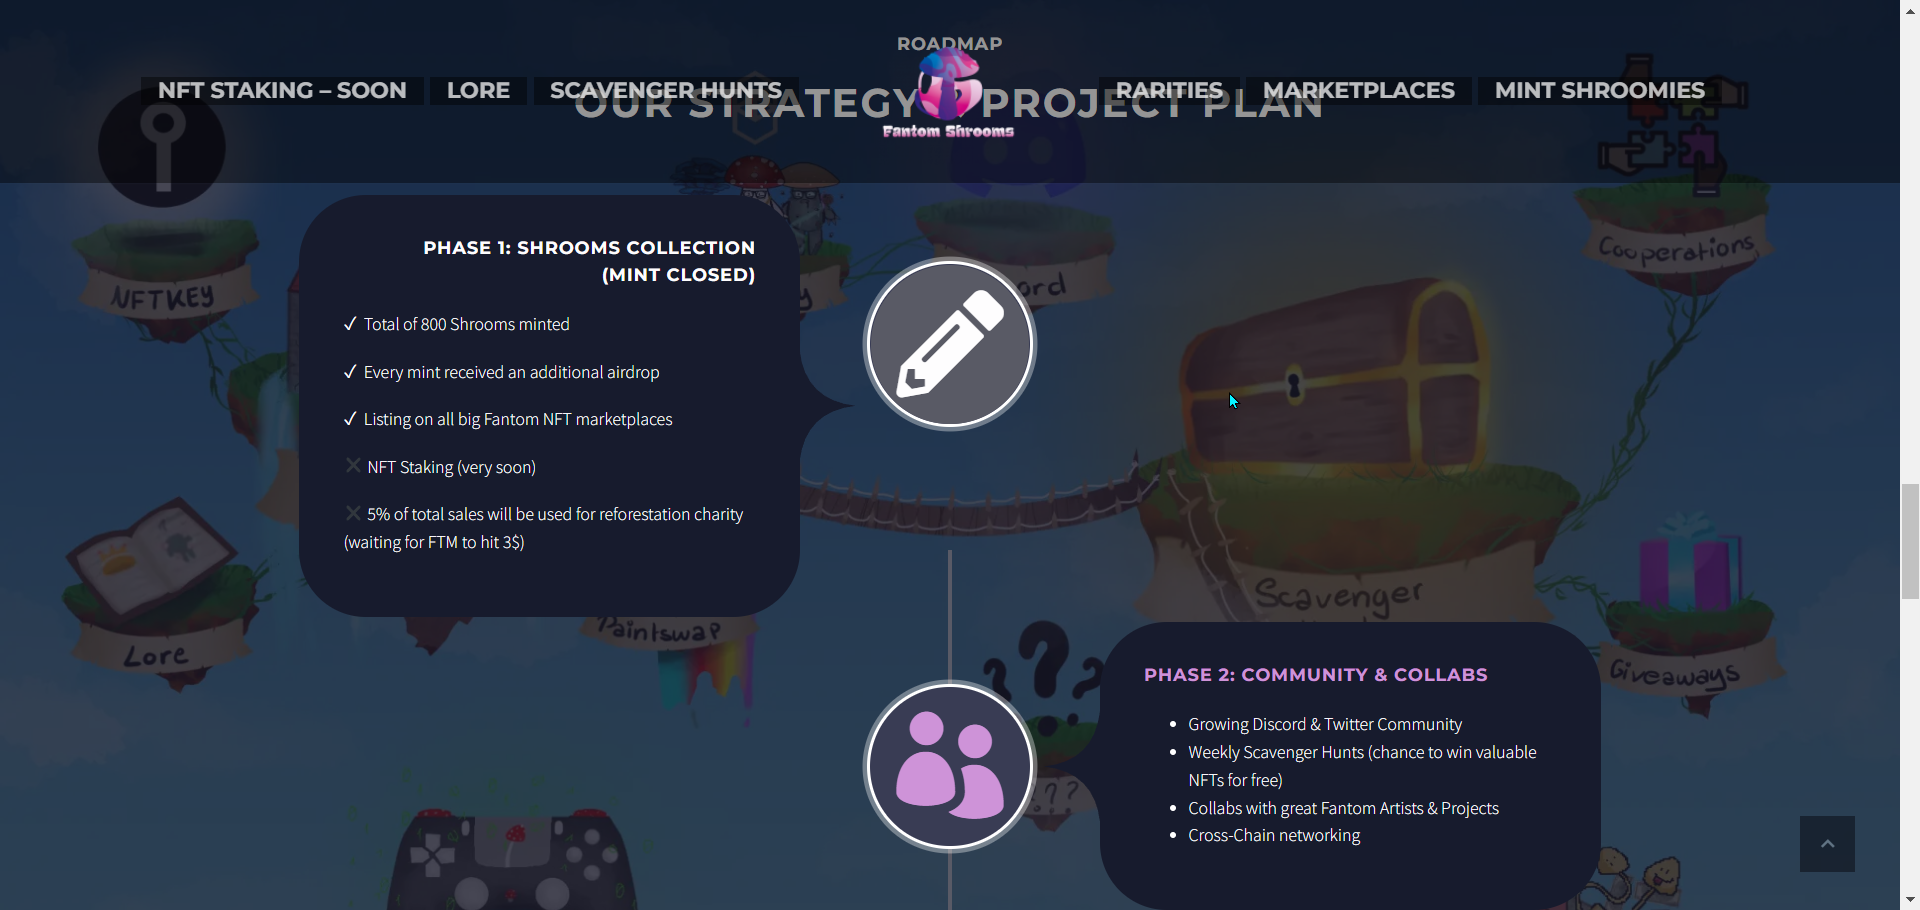 ROADMAP
NFT STAKING – SOON
LORE
SCAVENGER HUNTS
RARITIES
MARKETPLACES
MINT SHROOMIES
OUR STRATEGY PROJECT PLAN
Fantom Shrooms
PHASE 1: SHROOMS COLLECTION
(MINT CLOSED)
✓ Total of 800 Shrooms minted
✓ Every mint received an additional airdrop
✓ Listing on all big Fantom NFT marketplaces
✕ NFT Staking (very soon)
✕ 5% of total sales will be used for reforestation charity
(waiting for FTM to hit 3$)
NFTKEY
Cooperations
Scavenger
Lore
Paintswap
Giveaways
???
PHASE 2: COMMUNITY & COLLABS
• Growing Discord & Twitter Community
• Weekly Scavenger Hunts (chance to win valuable
NFTs for free)
• Collabs with great Fantom Artists & Projects
• Cross-Chain networking